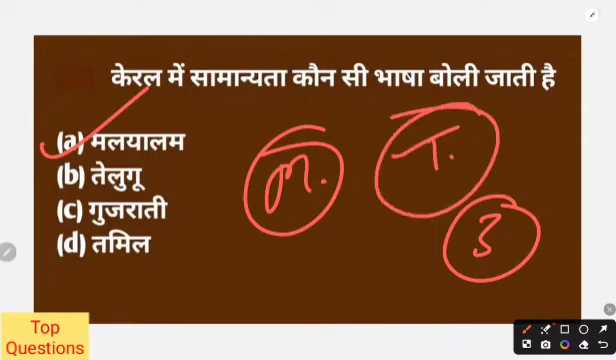 केरल में सामान्यता कौन सी भाषा बोली जाती है
(a) मलयालम
(b) तेलुगू
(c) गुजराती
(d) तमिल
M.
T.
3
Top
Questions